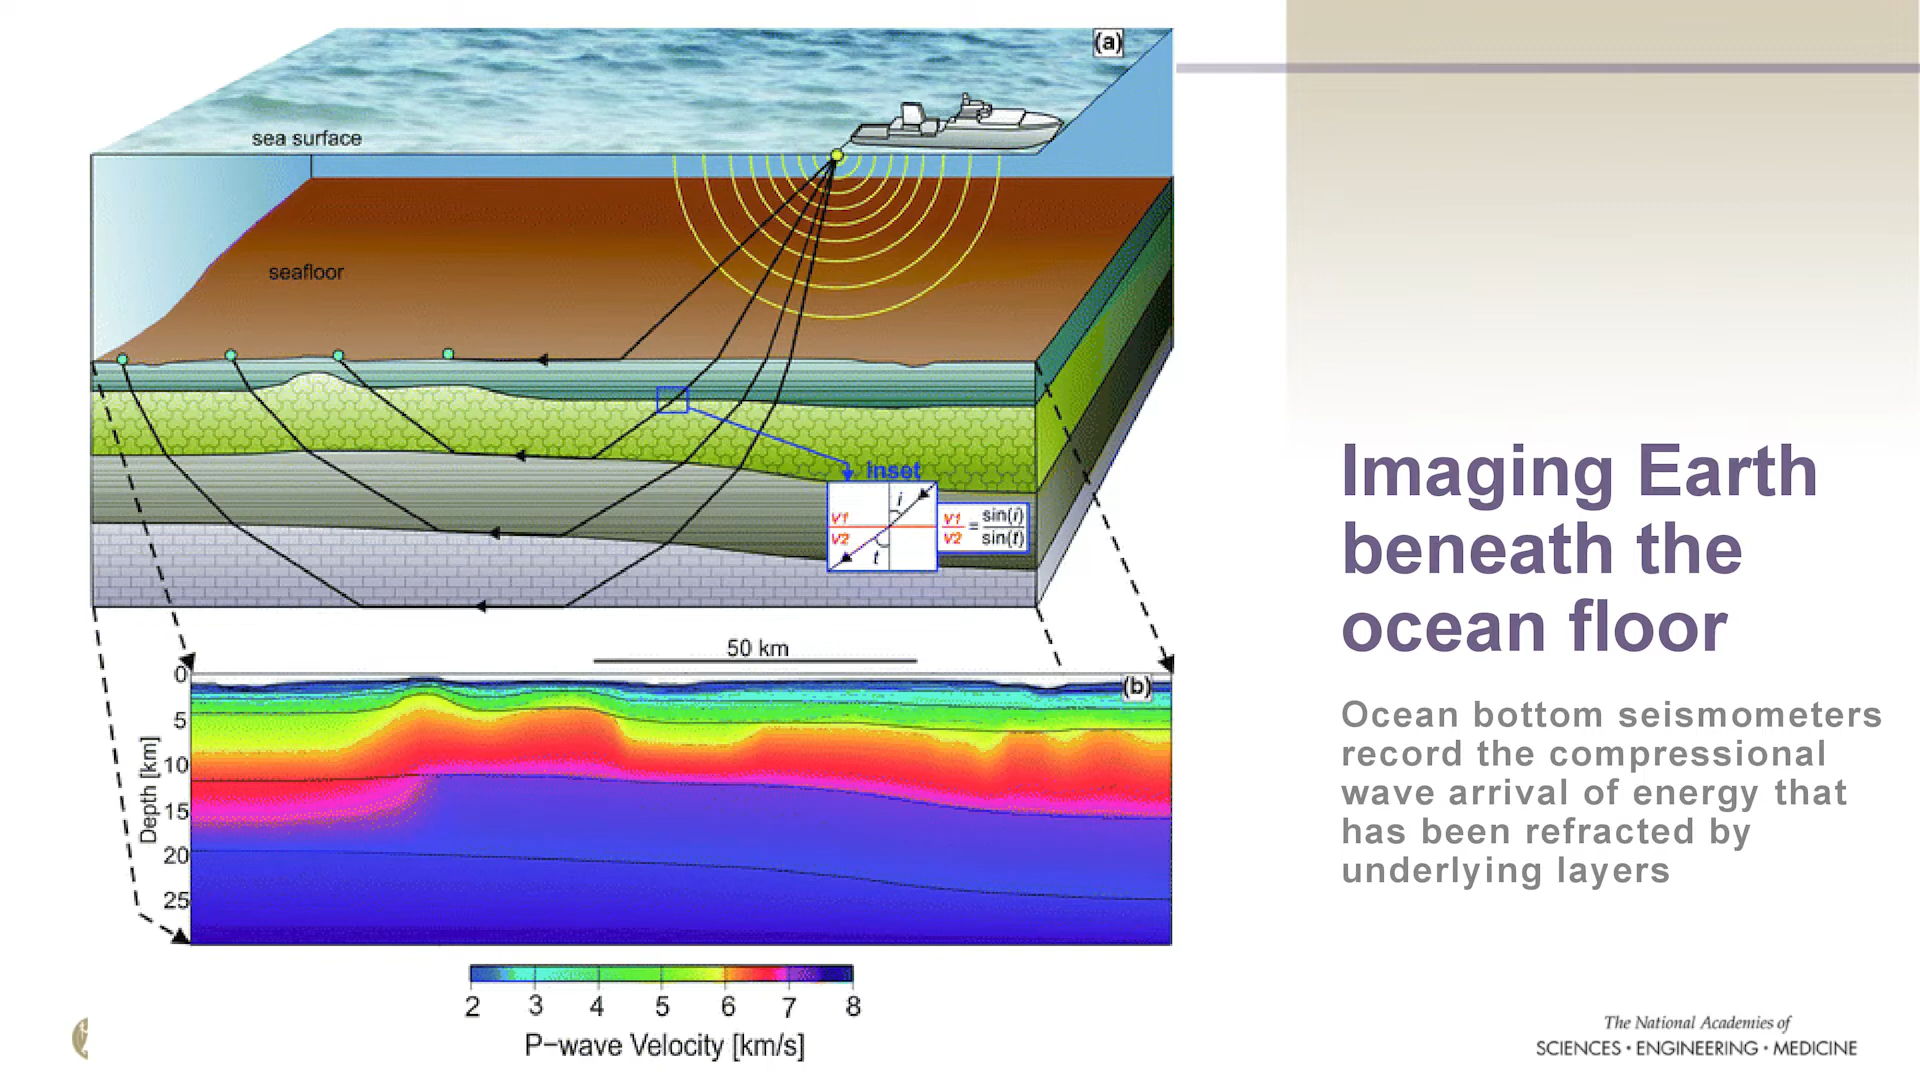 (a)
sea surface
seafloor
Inset
i
V1
V2
t
V1 = sin(i)
V2 sin(t)
50 km
(b)
0
5
10
15
20
25
Depth [km]
2 3 4 5 6 7 8
P-wave Velocity [km/s]
Imaging Earth
beneath the
ocean floor
Ocean bottom seismometers
record the compressional
wave arrival of energy that
has been refracted by
underlying layers
The National Academies of
SCIENCES • ENGINEERING • MEDICINE